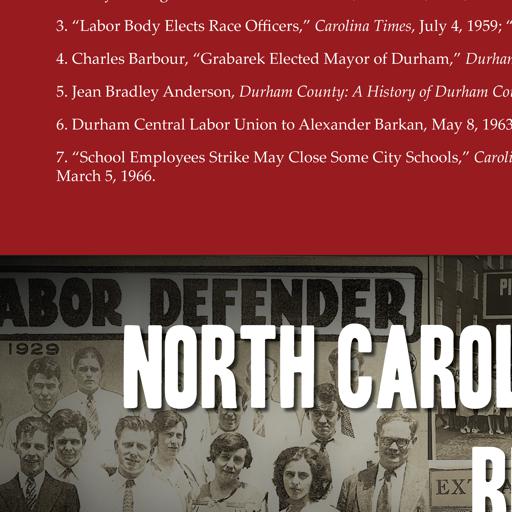 3. “Labor Body Elects Race Officers,” Carolina Times, July 4, 1959; “
4. Charles Barbour, “Grabarek Elected Mayor of Durham,” Durham
5. Jean Bradley Anderson, Durham County: A History of Durham Cou
6. Durham Central Labor Union to Alexander Barkan, May 8, 1963
7. “School Employees Strike May Close Some City Schools,” Caroli
March 5, 1966.
ABOR DEFENDER
1929
PI
NORTH CAROL
EXT